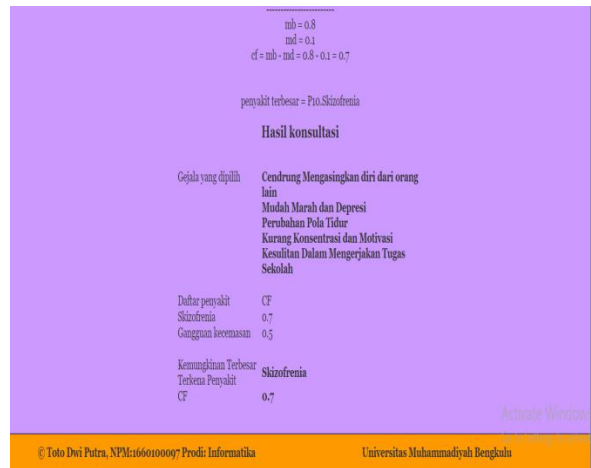 ------------------------
mb = 0.8
md = 0.1
cf = mb - md = 0.8 - 0.1 = 0.7
penyakit terbesar = P10.Skizofrenia
Hasil konsultasi
Gejala yang dipilih Cendrung Mengasingkan diri dari orang
lain
Mudah Marah dan Depresi
Perubahan Pola Tidur
Kurang Konsentrasi dan Motivasi
Kesulitan Dalam Mengerjakan Tugas
Sekolah
Daftar penyakit CF
Skizofrenia 0.7
Gangguan kecemasan 0.5
Kemungkinan Terbesar
Terkena Penyakit Skizofrenia
CF 0.7
Activate Window
© Toto Dwi Putra, NPM:1660100097 Prodi: Informatika Universitas Muhammadiyah Bengkulu